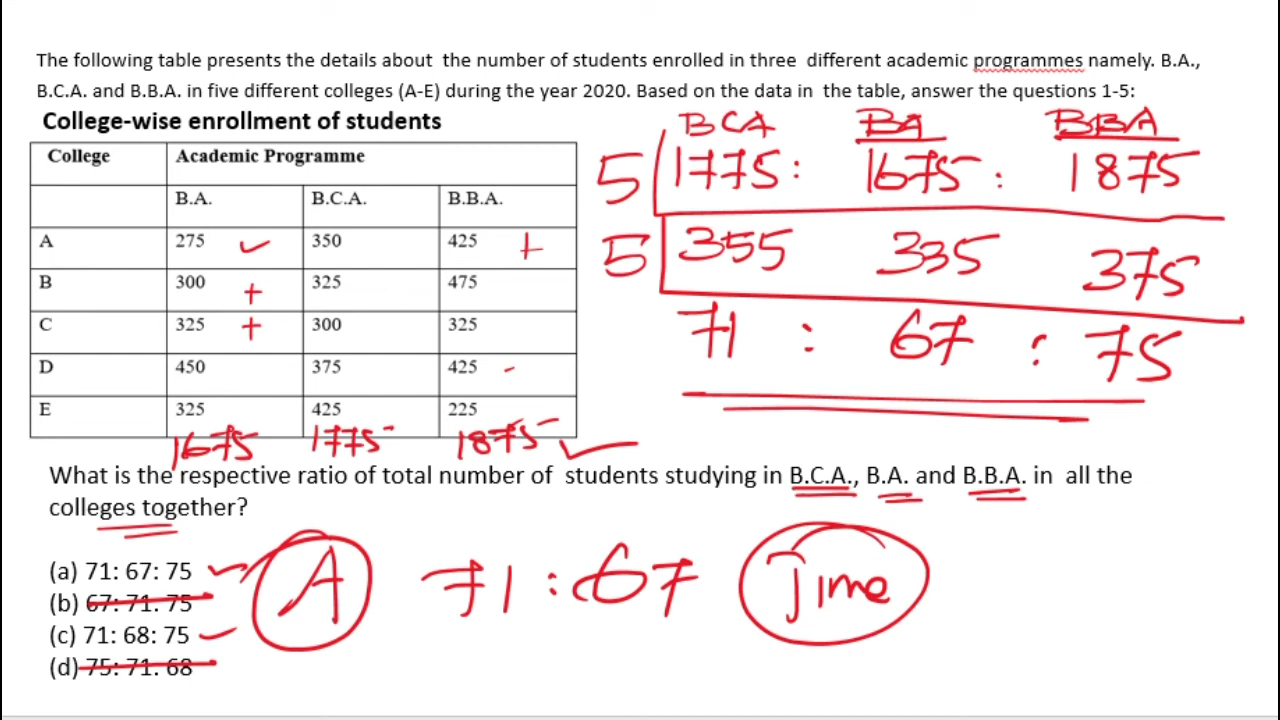 The following table presents the details about the number of students enrolled in three different academic programmes namely. B.A.,
B.C.A. and B.B.A. in five different colleges (A-E) during the year 2020. Based on the data in the table, answer the questions 1-5:
College-wise enrollment of students
College Academic Programme
B.A. B.C.A. B.B.A.
A 275 ✓ 350 425 +
B 300 + 325 475
C 325 + 300 325
D 450 375 425 -
E 325 425 225
1675 1775 1875 ✓
BCA BA BBA
5 1775 : 1675 : 1875
5 355 335 375
71 : 67 : 75
What is the respective ratio of total number of students studying in B.C.A., B.A. and B.B.A. in all the
colleges together?
(a) 71: 67: 75 ✓
(b) 67: 71: 75
(c) 71: 68: 75 ✓
(d) 75: 71: 68
A 71 : 67 Time